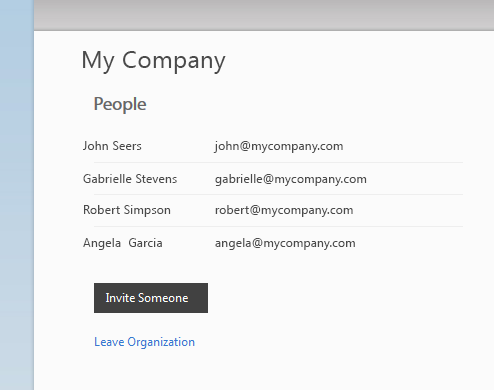 My Company
People
John Seers john@mycompany.com
Gabrielle Stevens gabrielle@mycompany.com
Robert Simpson robert@mycompany.com
Angela  Garcia angela@mycompany.com
Invite Someone
Leave Organization